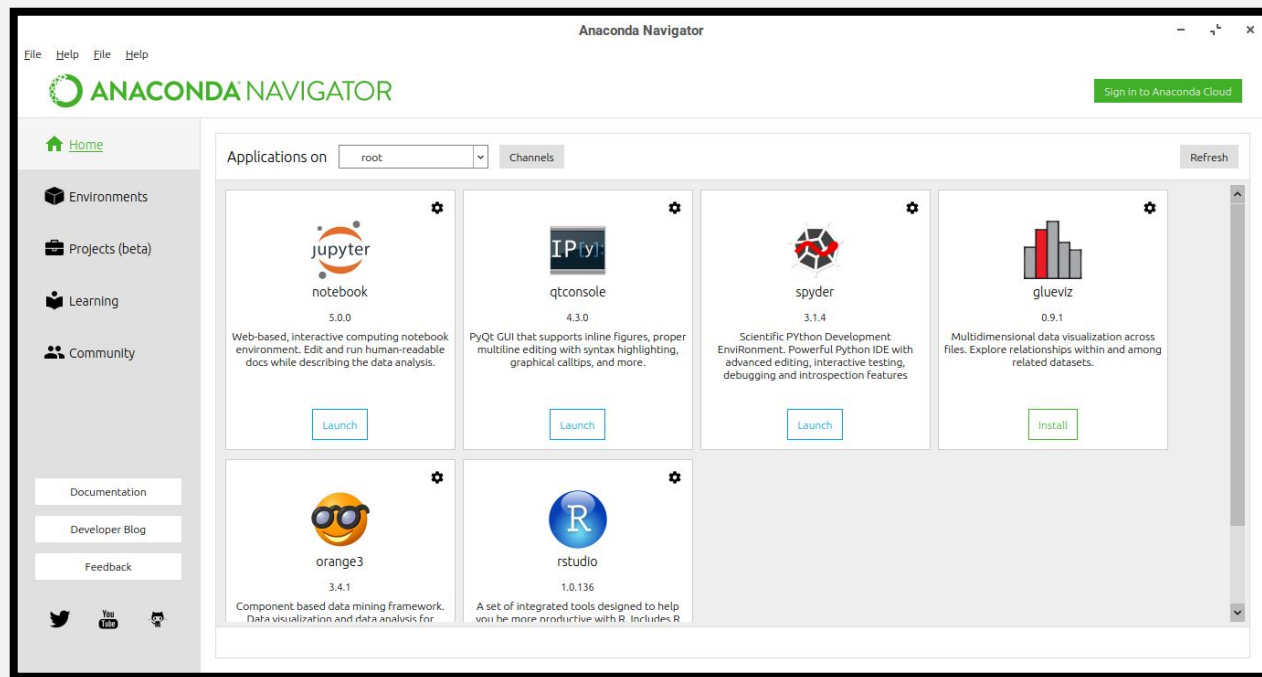 Anaconda Navigator
File Help File Help
ANACONDA NAVIGATOR
Sign in to Anaconda Cloud
Home
Environments
Projects (beta)
Learning
Community
Documentation
Developer Blog
Feedback
You
Tube
Applications on root Channels Refresh
jupyter
notebook
5.0.0
Web-based, interactive computing notebook
environment. Edit and run human-readable
docs while describing the data analysis.
Launch
IP[y]:
qtconsole
4.3.0
PyQt GUI that supports inline figures, proper
multiline editing with syntax highlighting,
graphical calltips, and more.
Launch
spyder
3.1.4
Scientific PYthon Development
EnviRonment. Powerful Python IDE with
advanced editing, interactive testing,
debugging and introspection features
Launch
glueviz
0.9.1
Multidimensional data visualization across
files. Explore relationships within and among
related datasets.
Install
orange3
3.4.1
Component based data mining framework.
Data visualization and data analysis for
R
rstudio
1.0.136
A set of integrated tools designed to help
you be more productive with R. Includes R